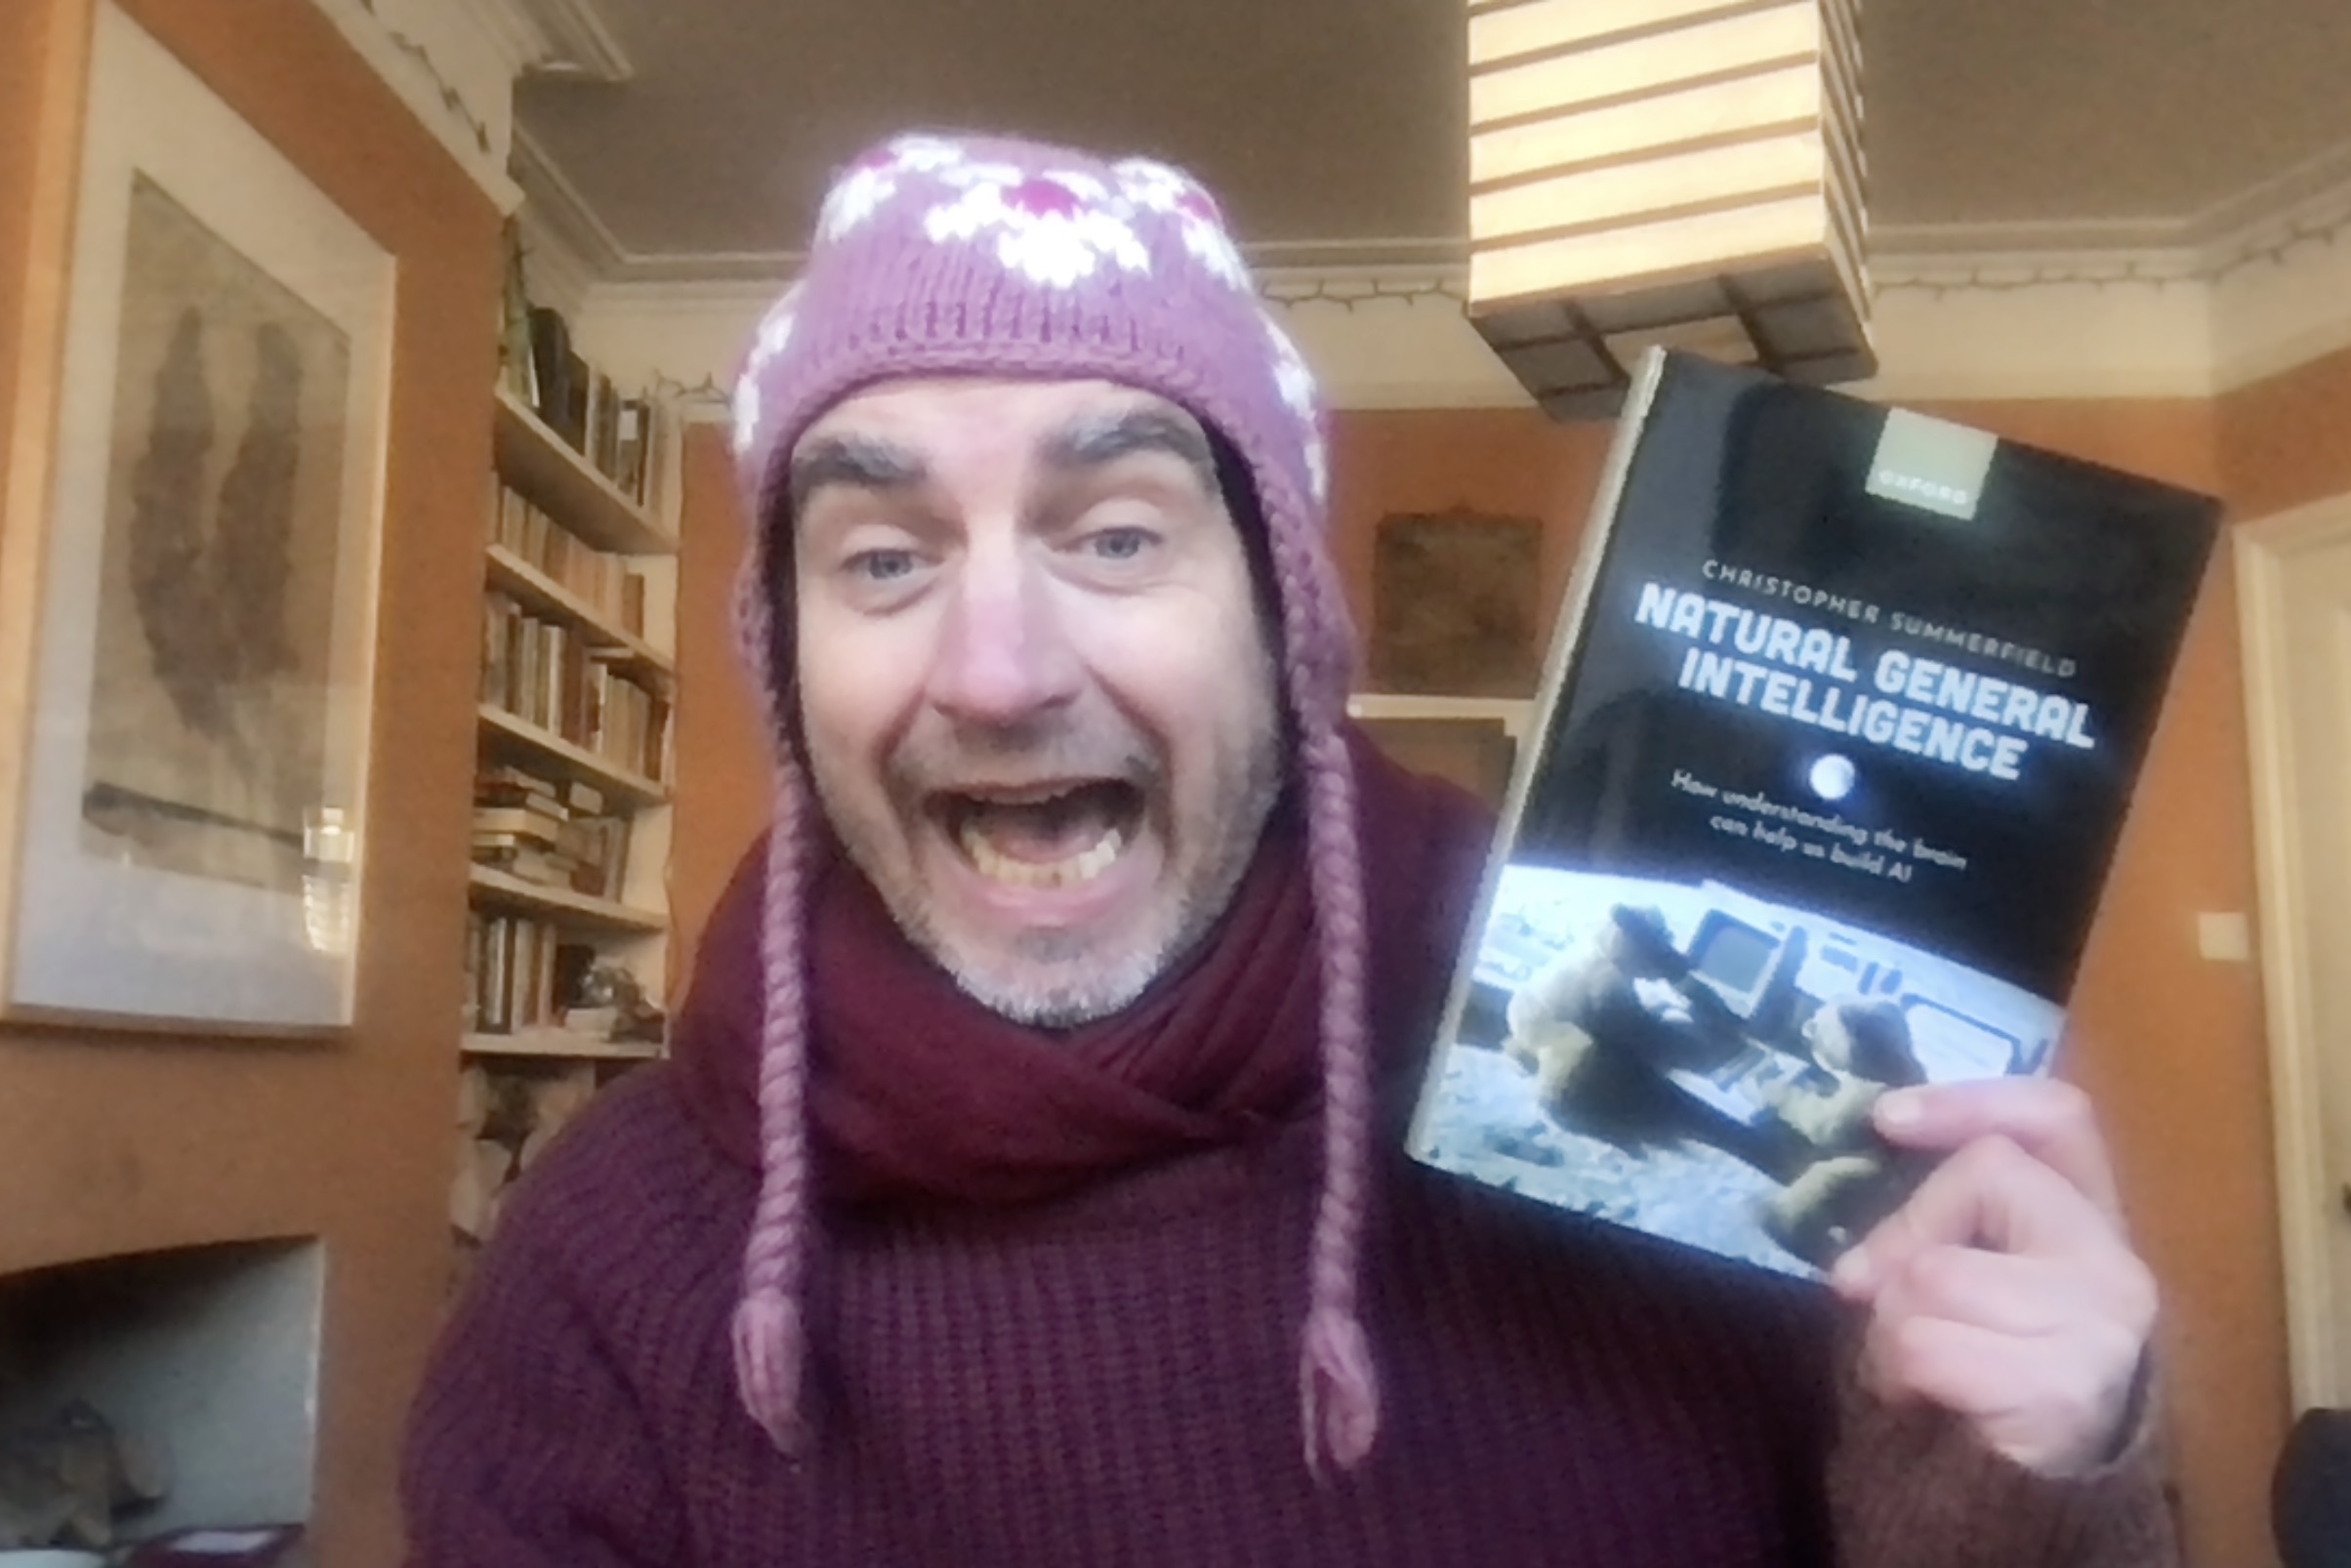 OXFORD
CHRISTOPHER SUMMERFIELD
NATURAL GENERAL
INTELLIGENCE
How understanding the brain
can help us build AI